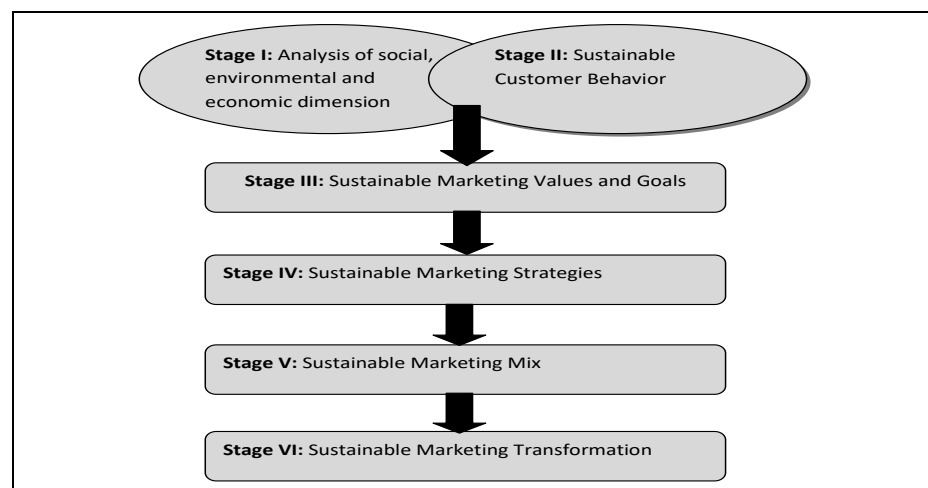 Stage I: Analysis of social,
environmental and
economic dimension
Stage II: Sustainable
Customer Behavior
Stage III: Sustainable Marketing Values and Goals
Stage IV: Sustainable Marketing Strategies
Stage V: Sustainable Marketing Mix
Stage VI: Sustainable Marketing Transformation